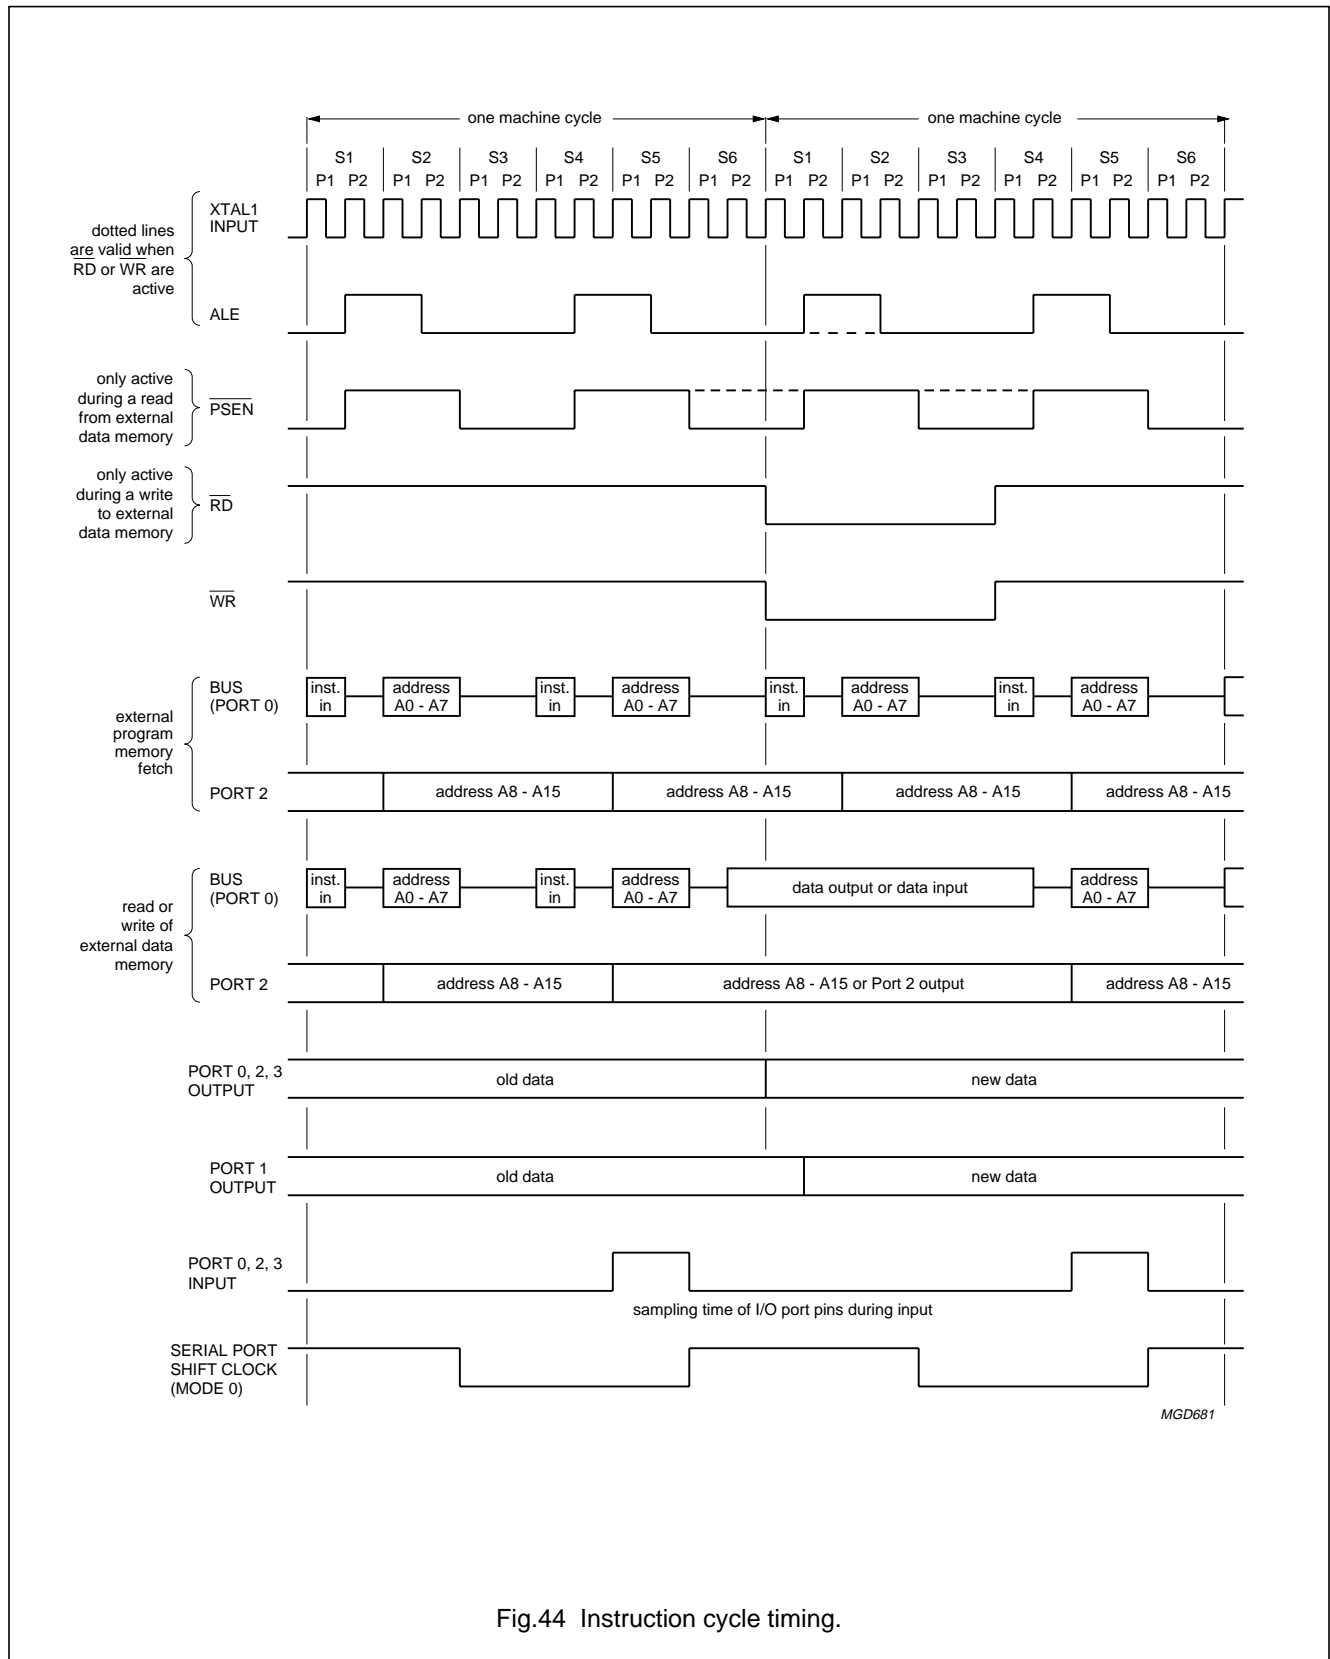 one machine cycle one machine cycle
S1 S2 S3 S4 S5 S6 S1 S2 S3 S4 S5 S6
P1 P2 P1 P2 P1 P2 P1 P2 P1 P2 P1 P2 P1 P2 P1 P2 P1 P2 P1 P2 P1 P2 P1 P2
dotted lines
are valid when
RD or WR are
active
XTAL1
INPUT
ALE
only active
during a read
from external
data memory
PSEN
only active
during a write
to external
data memory
RD
WR
external
program
memory
fetch
BUS
(PORT 0)
inst. address inst. address inst. address inst. address
in A0 - A7 in A0 - A7 in A0 - A7 in A0 - A7
PORT 2 address A8 - A15 address A8 - A15 address A8 - A15 address A8 - A15
read or
write of
external data
memory
BUS
(PORT 0)
inst. address inst. address data output or data input address
in A0 - A7 in A0 - A7 A0 - A7
PORT 2 address A8 - A15 address A8 - A15 or Port 2 output address A8 - A15
PORT 0, 2, 3
OUTPUT
old data new data
PORT 1
OUTPUT
old data new data
PORT 0, 2, 3
INPUT
sampling time of I/O port pins during input
SERIAL PORT
SHIFT CLOCK
(MODE 0)
MGD681
Fig.44 Instruction cycle timing.